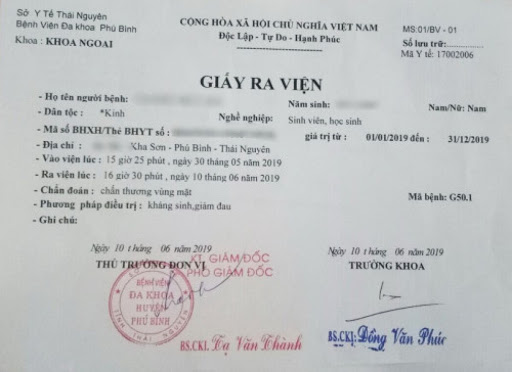 Sở Y Tế Thái Nguyên
Bệnh Viện Đa khoa Phú Bình
Khoa : KHOA NGOẠI
CỘNG HÒA XÃ HỘI CHỦ NGHĨA VIỆT NAM
Độc Lập - Tự Do - Hạnh Phúc
MS:01/BV - 01
Số lưu trữ:
Mã Y tế: 17002006
GIẤY RA VIỆN
- Họ tên người bệnh: Năm sinh: Nam/Nữ: Nam
- Dân tộc : *Kinh Nghề nghiệp: Sinh viên, học sinh
- Mã số BHXH/Thẻ BHYT số : giá trị từ : 01/01/2019 đến : 31/12/2019
- Địa chỉ : Kha Sơn - Phú Bình - Thái Nguyên
- Vào viện lúc : 15 giờ 25 phút, ngày 30 tháng 05 năm 2019
- Ra viện lúc : 16 giờ 30 phút, ngày 10 tháng 06 năm 2019
- Chẩn đoán : chấn thương vùng mặt Mã bệnh: G50.1
- Phương pháp điều trị : kháng sinh,giảm đau
- Ghi chú:
Ngày 10 tháng 06 năm 2019
THỦ TRƯỞNG ĐƠN VỊ
KT. GIÁM ĐỐC
PHÓ GIÁM ĐỐC
BỆNH VIỆN
ĐA KHOA
HUYỆN
PHÚ BÌNH
TỈNH THÁI NGUYÊN
BS.CKI. Tạ Văn Thành
Ngày 10 tháng 06 năm 2019
TRƯỞNG KHOA
BS.CKI: Đồng Văn Phúc